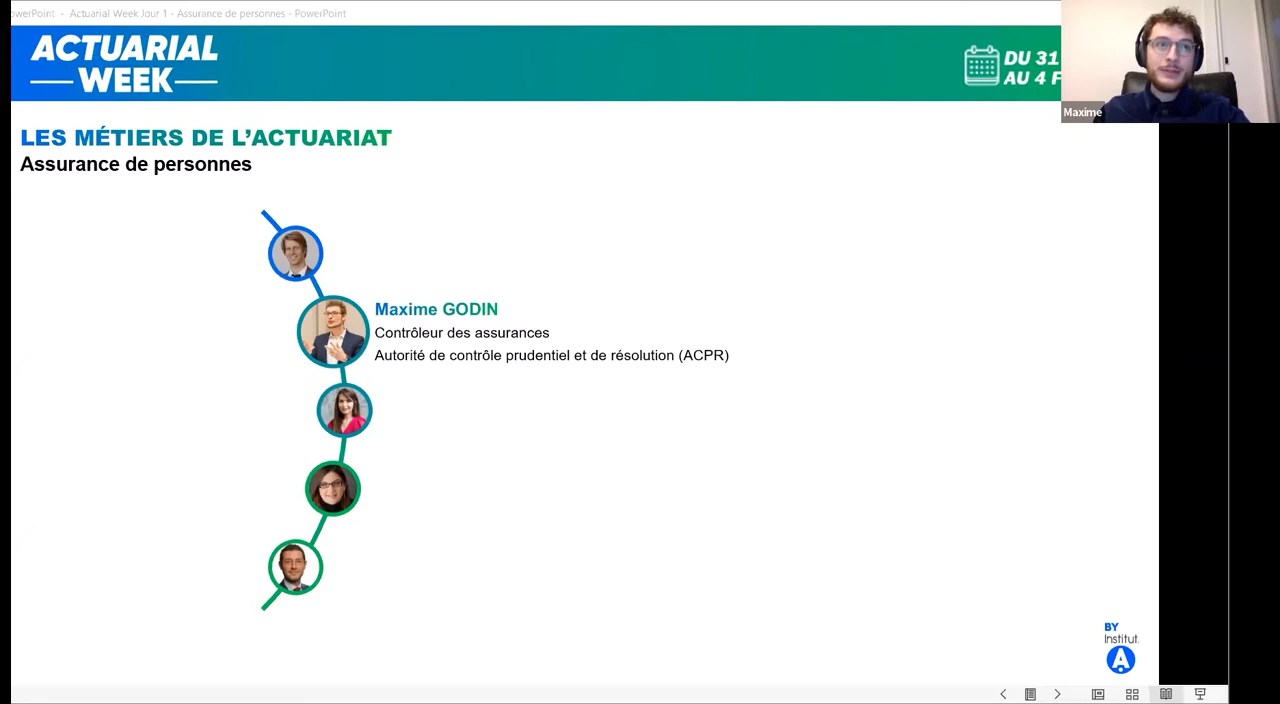 PowerPoint - Actuarial Week Jour 1 - Assurance de personnes - PowerPoint
ACTUARIAL
WEEK
DU 31
AU 4 F
Maxime
LES MÉTIERS DE L'ACTUARIAT
Assurance de personnes
Maxime GODIN
Contrôleur des assurances
Autorité de contrôle prudentiel et de résolution (ACPR)
BY
Institut.
A